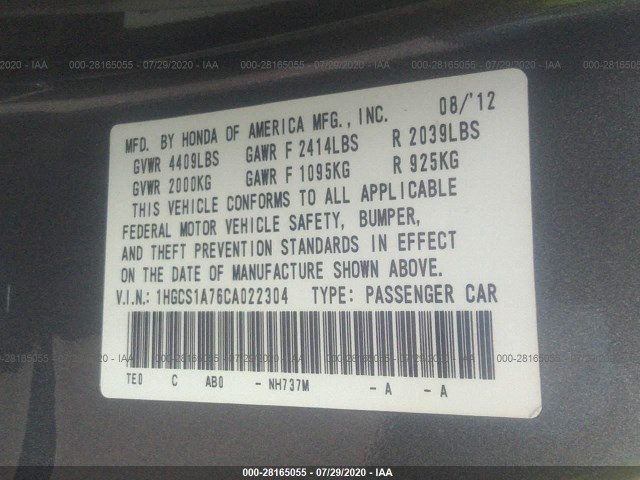 000-28165055 - 07/29/2020 - IAA
MFD. BY HONDA OF AMERICA MFG., INC. 08/'12
GVWR 4409LBS GAWR F 2414LBS R 2039LBS
GVWR 2000KG GAWR F 1095KG R 925KG
THIS VEHICLE CONFORMS TO ALL APPLICABLE
FEDERAL MOTOR VEHICLE SAFETY, BUMPER,
AND THEFT PREVENTION STANDARDS IN EFFECT
ON THE DATE OF MANUFACTURE SHOWN ABOVE.
V.I.N.: 1HGCS1A76CA022304 TYPE: PASSENGER CAR
TE0 C AB0 - NH737M - A - A
000-28165055 - 07/29/2020 - IAA